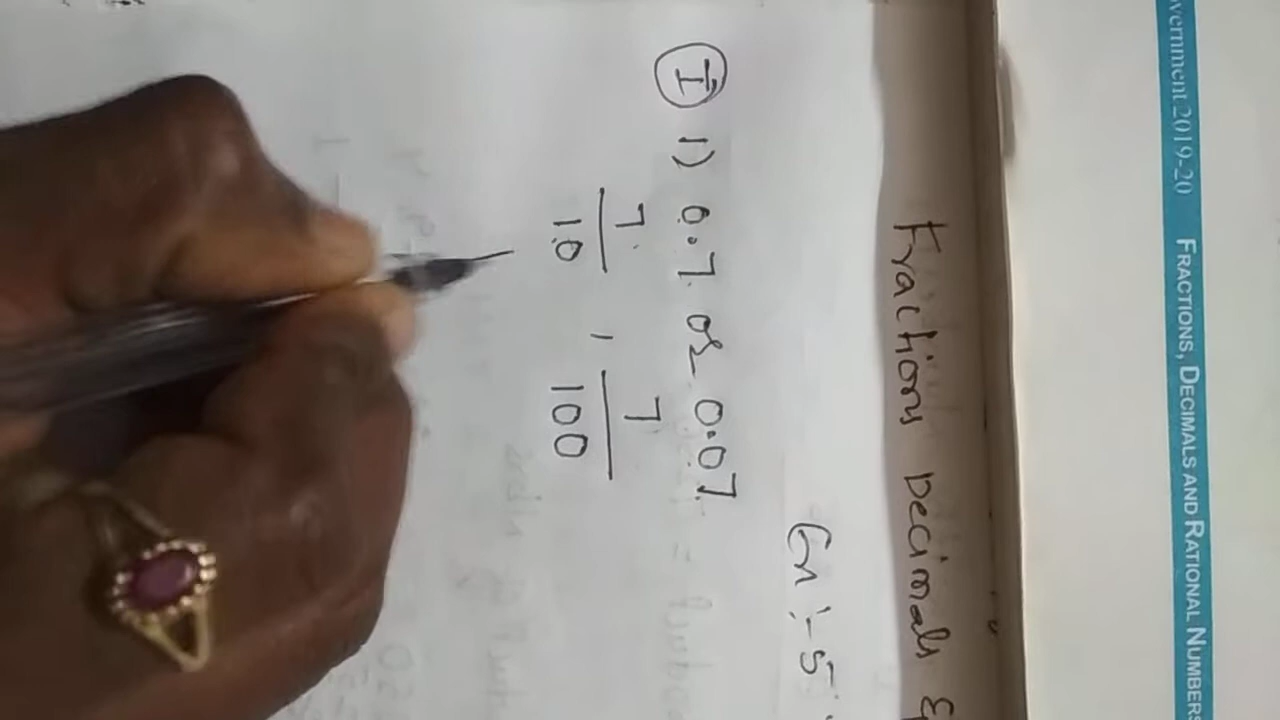 vernment 2019-20 FRACTIONS, DECIMALS AND RATIONAL NUMBERS
Fractions Decimals &
En :- 5
I 1) 0.7 or 0.07
7/10 , 7/100